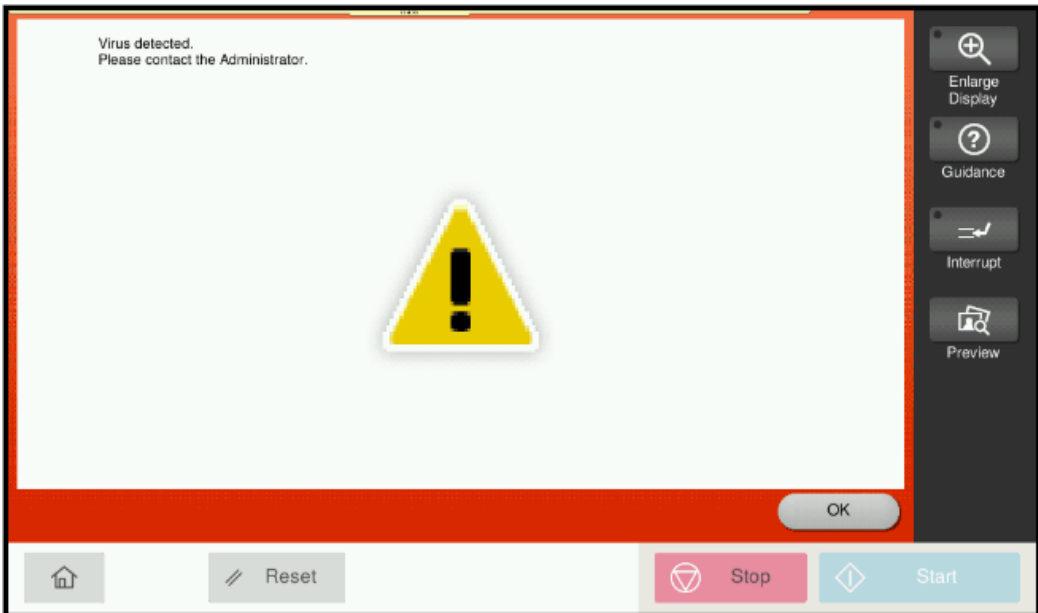 Virus detected.
Please contact the Administrator.
Enlarge
Display
Guidance
Interrupt
Preview
OK
Reset
Stop
Start